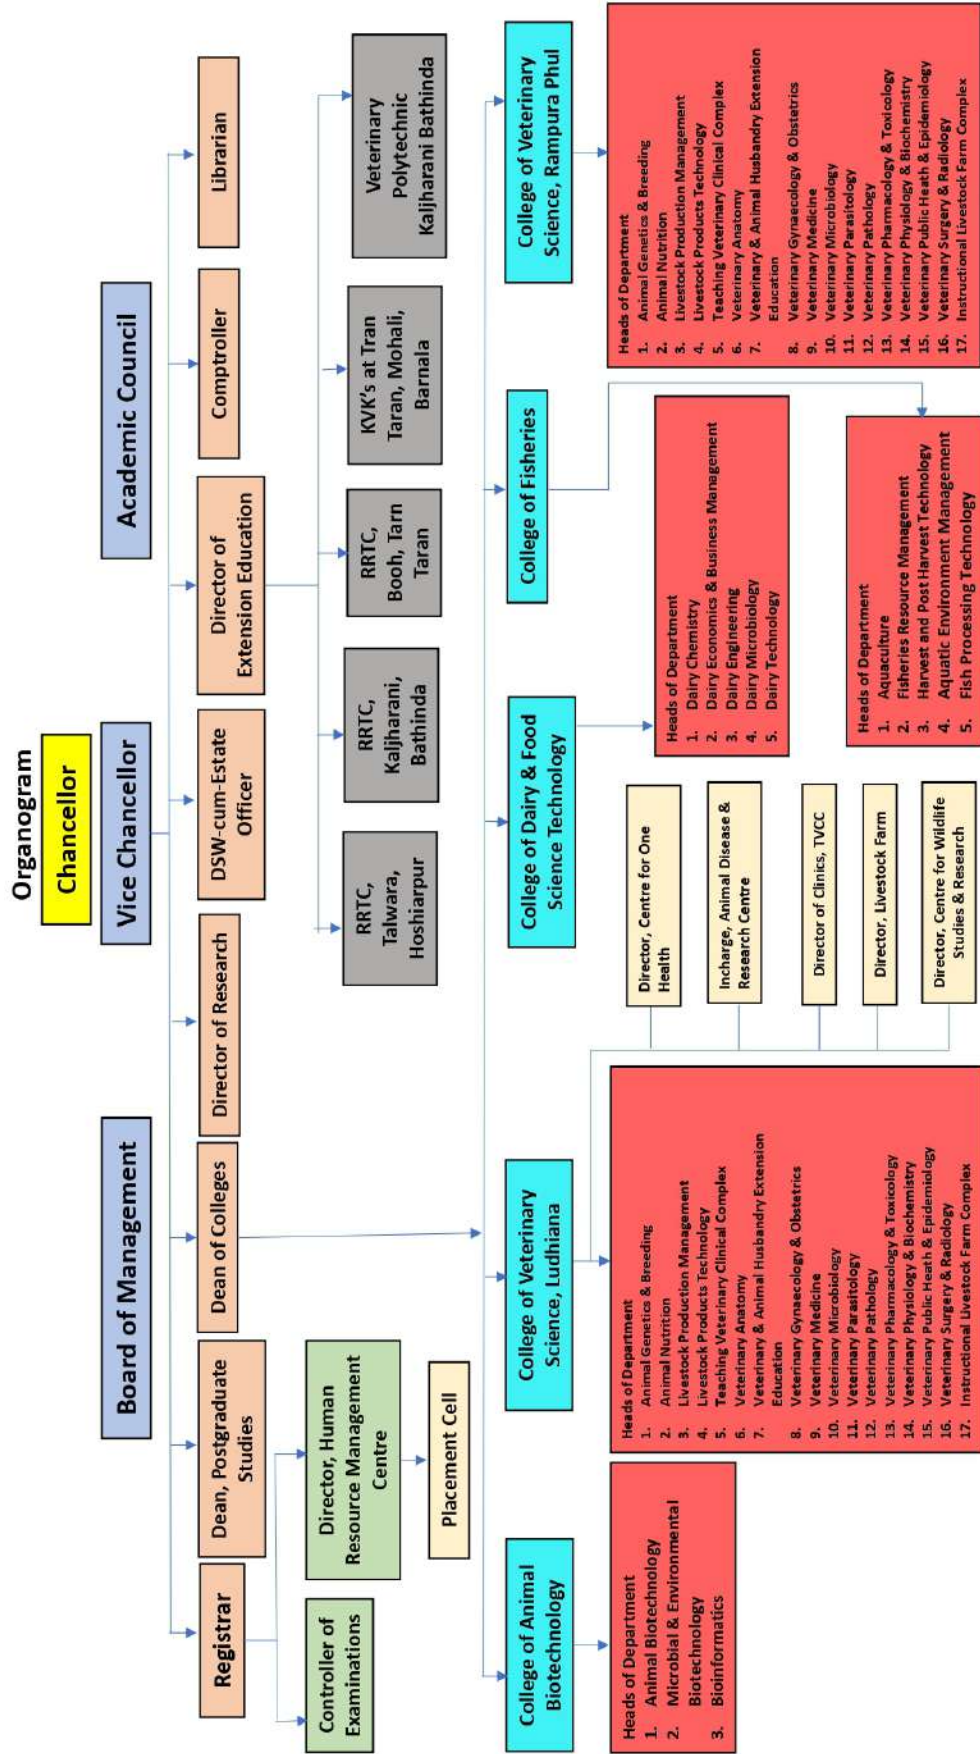 Organogram
Chancellor
Board of Management
Vice Chancellor
Academic Council
Registrar
Dean, Postgraduate
Studies
Dean of Colleges
Director of Research
DSW-cum-Estate
Officer
Director of
Extension Education
Comptroller
Librarian
Controller of
Examinations
Director, Human
Resource Management
Centre
Placement Cell
RRTC,
Talwara,
Hoshiarpur
RRTC,
Kaljharani,
Bathinda
RRTC,
Booh, Tarn
Taran
KVK's at Tran
Taran, Mohali,
Barnala
Veterinary
Polytechnic
Kaljharani Bathinda
College of Animal
Biotechnology
College of Veterinary
Science, Ludhiana
College of Dairy & Food
Science Technology
College of Fisheries
College of Veterinary
Science, Rampura Phul
Heads of Department
1. Animal Biotechnology
2. Microbial & Environmental
Biotechnology
3. Bioinformatics
Heads of Department
1. Animal Genetics & Breeding
2. Animal Nutrition
3. Livestock Production Management
4. Livestock Products Technology
5. Teaching Veterinary Clinical Complex
6. Veterinary Anatomy
7. Veterinary & Animal Husbandry Extension
Education
8. Veterinary Gynaecology & Obstetrics
9. Veterinary Medicine
10. Veterinary Microbiology
11. Veterinary Parasitology
12. Veterinary Pathology
13. Veterinary Pharmacology & Toxicology
14. Veterinary Physiology & Biochemistry
15. Veterinary Public Heath & Epidemiology
16. Veterinary Surgery & Radiology
17. Instructional Livestock Farm Complex
Director, Centre for One
Health
Incharge, Animal Disease &
Research Centre
Director of Clinics, TVCC
Director, Livestock Farm
Director, Centre for Wildlife
Studies & Research
Heads of Department
1. Dairy Chemistry
2. Dairy Economics & Business Management
3. Dairy Engineering
4. Dairy Microbiology
5. Dairy Technology
Heads of Department
1. Aquaculture
2. Fisheries Resource Management
3. Harvest and Post Harvest Technology
4. Aquatic Environment Management
5. Fish Processing Technology
Heads of Department
1. Animal Genetics & Breeding
2. Animal Nutrition
3. Livestock Production Management
4. Livestock Products Technology
5. Teaching Veterinary Clinical Complex
6. Veterinary Anatomy
7. Veterinary & Animal Husbandry Extension
Education
8. Veterinary Gynaecology & Obstetrics
9. Veterinary Medicine
10. Veterinary Microbiology
11. Veterinary Parasitology
12. Veterinary Pathology
13. Veterinary Pharmacology & Toxicology
14. Veterinary Physiology & Biochemistry
15. Veterinary Public Heath & Epidemiology
16. Veterinary Surgery & Radiology
17. Instructional Livestock Farm Complex